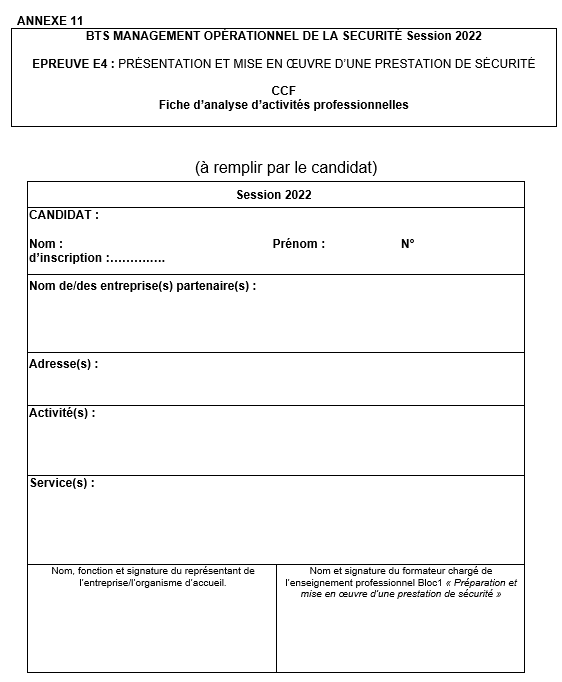 ANNEXE 11
BTS MANAGEMENT OPÉRATIONNEL DE LA SECURITÉ Session 2022
EPREUVE E4 : PRÉSENTATION ET MISE EN ŒUVRE D'UNE PRESTATION DE SÉCURITÉ
CCF
Fiche d'analyse d'activités professionnelles
(à remplir par le candidat)
Session 2022
CANDIDAT :
Nom : Prénom : N°
d'inscription :..............
Nom de/des entreprise(s) partenaire(s) :
Adresse(s) :
Activité(s) :
Service(s) :
Nom, fonction et signature du représentant de
l'entreprise/l'organisme d'accueil.
Nom et signature du formateur chargé de
l'enseignement professionnel Bloc1 « Préparation et
mise en œuvre d'une prestation de sécurité »